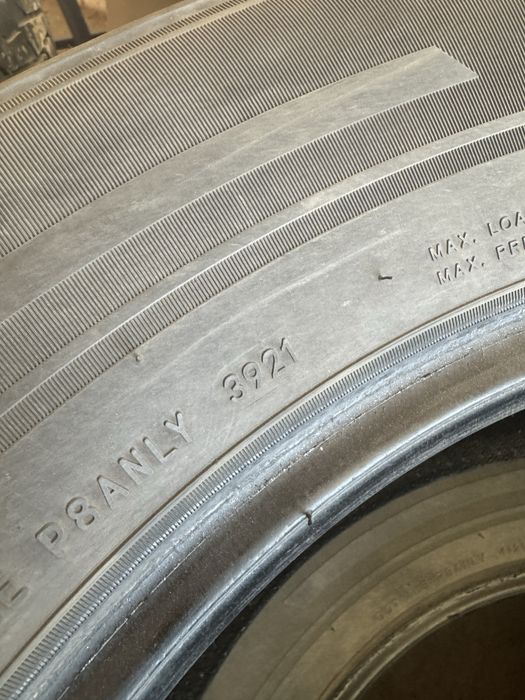 MAX. LOA
MAX. PRE
E P8ANLY 3921